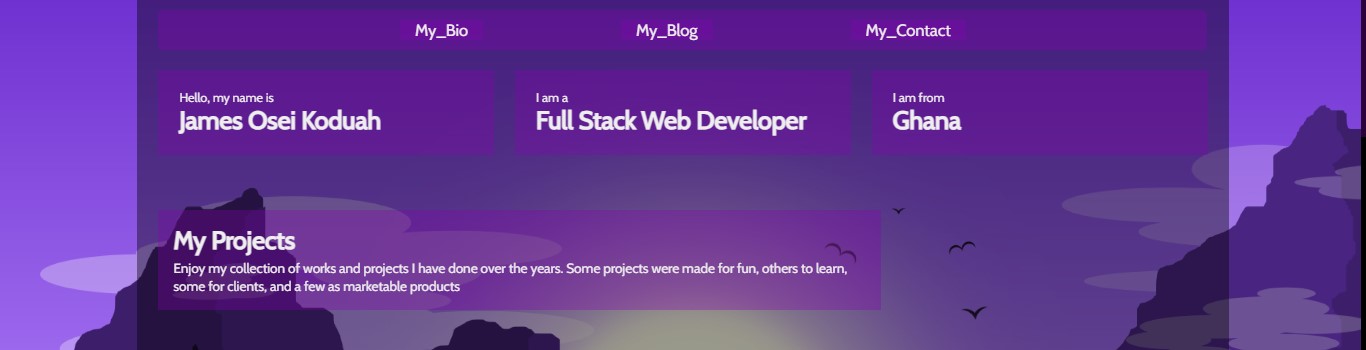 My_Bio My_Blog My_Contact
Hello, my name is
James Osei Koduah
I am a
Full Stack Web Developer
I am from
Ghana
My Projects
Enjoy my collection of works and projects I have done over the years. Some projects were made for fun, others to learn,
some for clients, and a few as marketable products